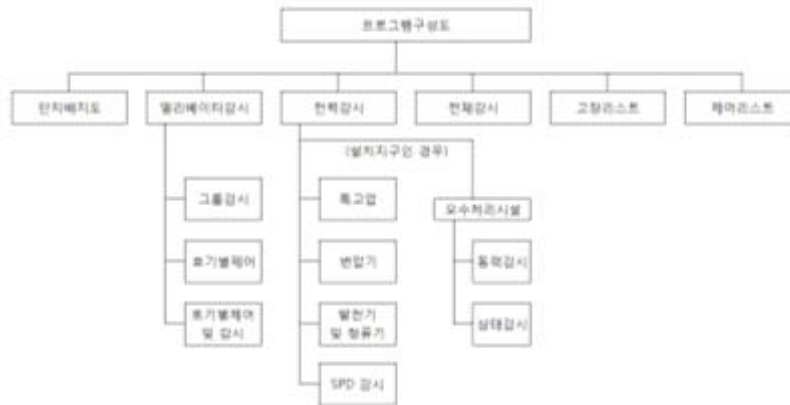 프로그램구성도
단지배치도
엘리베이터감시
전력감시
전체감시
고장리스트
제어리스트
(설치지구인 경우)
그룹감시
특고압
오수처리시설
호기별제어
변압기
동력감시
호기별제어
및 감시
발전기
및 정류기
상태감시
SPD 감시